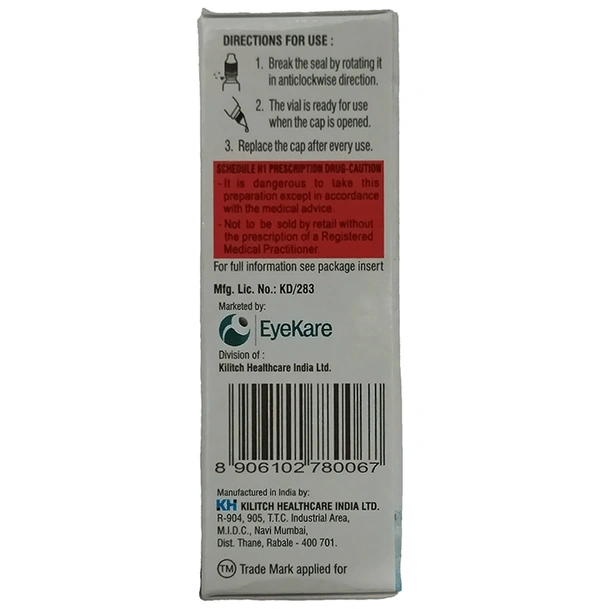 DIRECTIONS FOR USE :
1. Break the seal by rotating it
in anticlockwise direction.
2. The vial is ready for use
when the cap is opened.
3. Replace the cap after every use.
SCHEDULE H1 PRESCRIPTION DRUG-CAUTION
- It is dangerous to take this
preparation except in accordance
with the medical advice.
- Not to be sold by retail without
the prescription of a Registered
Medical Practitioner.
For full information see package insert
Mfg. Lic. No.: KD/283
Marketed by:
EyeKare
Division of :
Kilitch Healthcare India Ltd.
8 906102 780067
Manufactured in India by:
KH KILITCH HEALTHCARE INDIA LTD.
R-904, 905, T.T.C. Industrial Area,
M.I.D.C., Navi Mumbai,
Dist. Thane, Rabale - 400 701.
TM Trade Mark applied for